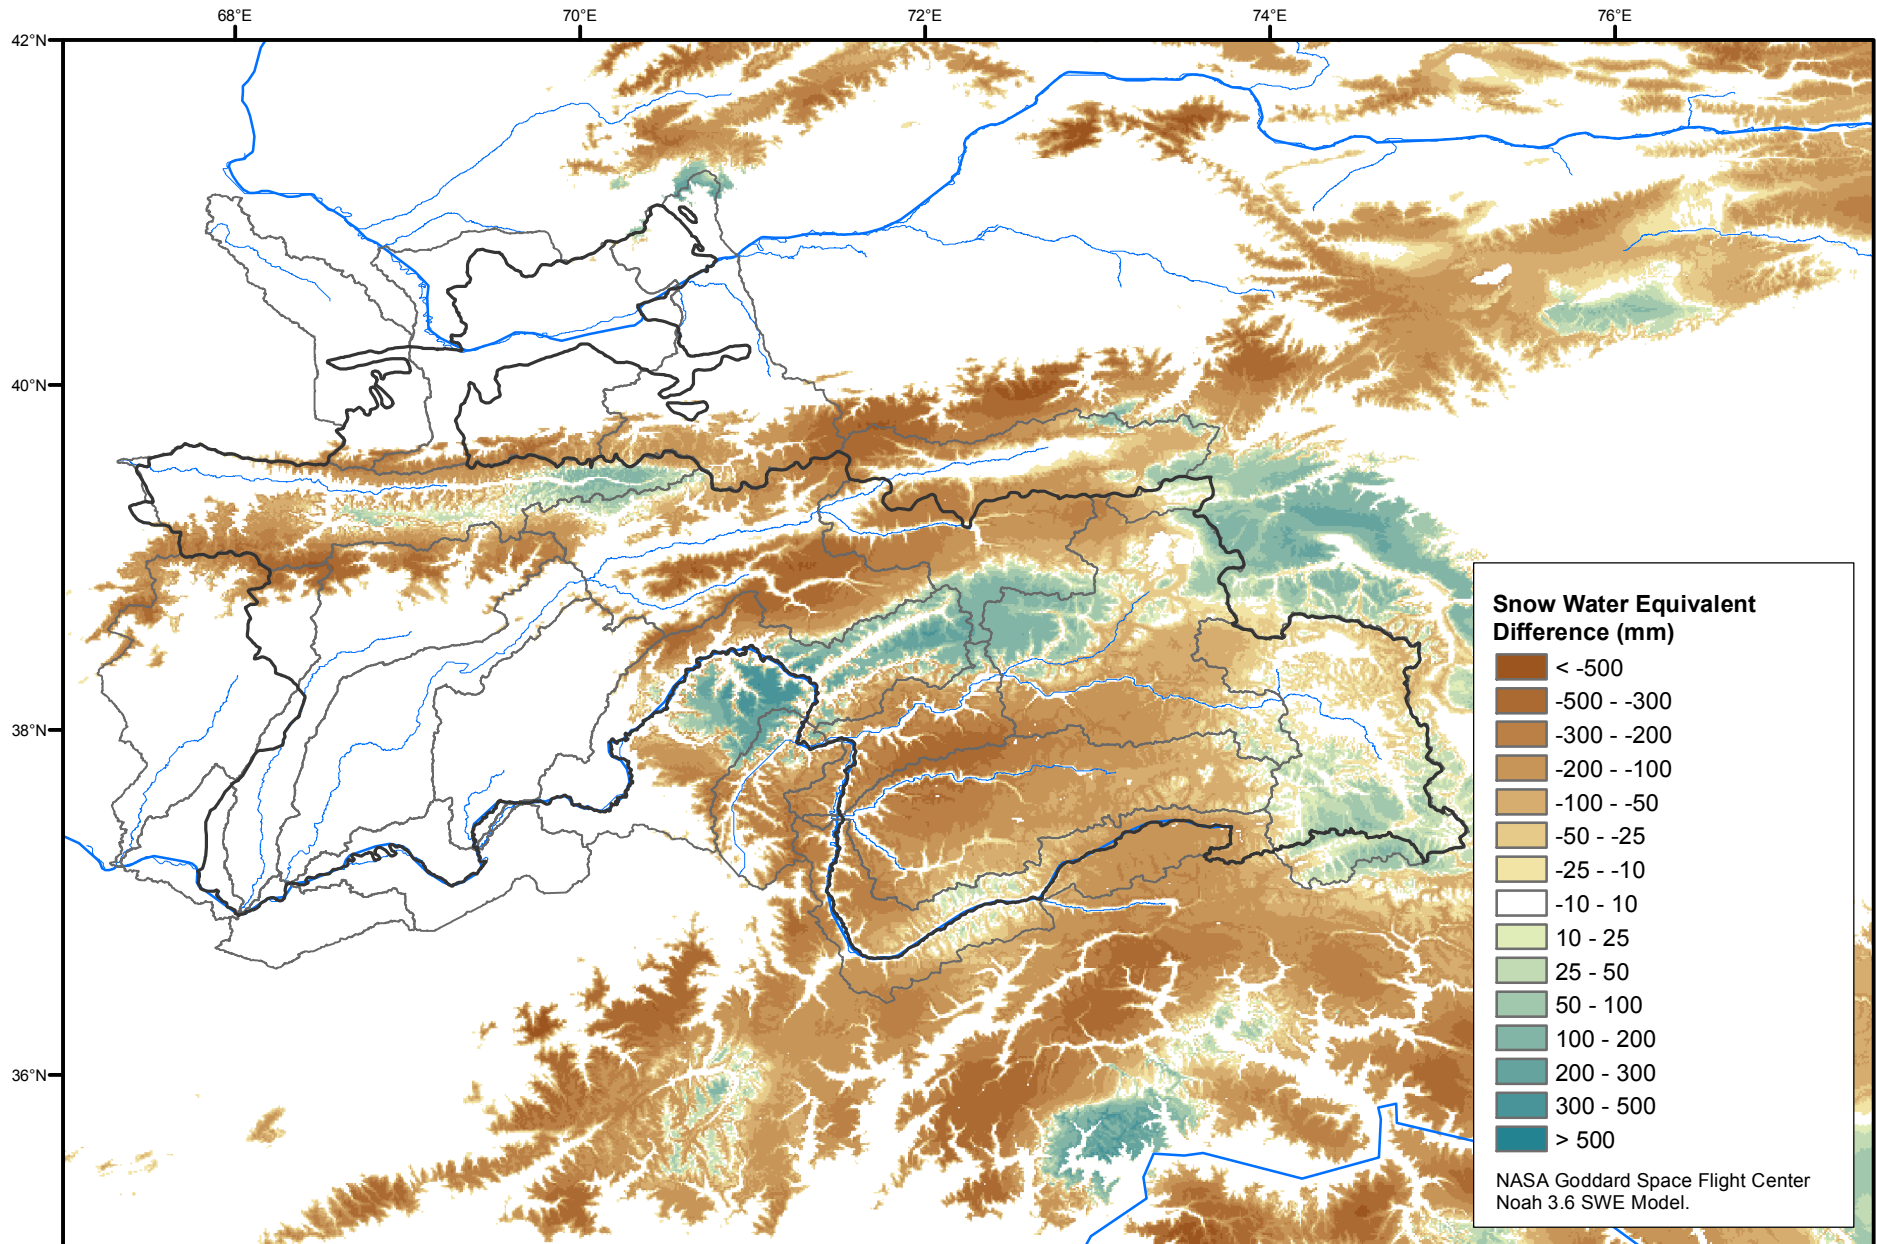 68°E 70°E 72°E 74°E 76°E
42°N
40°N
38°N
36°N
Snow Water Equivalent
Difference (mm)
< -500
-500 - -300
-300 - -200
-200 - -100
-100 - -50
-50 - -25
-25 - -10
-10 - 10
10 - 25
25 - 50
50 - 100
100 - 200
200 - 300
300 - 500
> 500
NASA Goddard Space Flight Center
Noah 3.6 SWE Model.